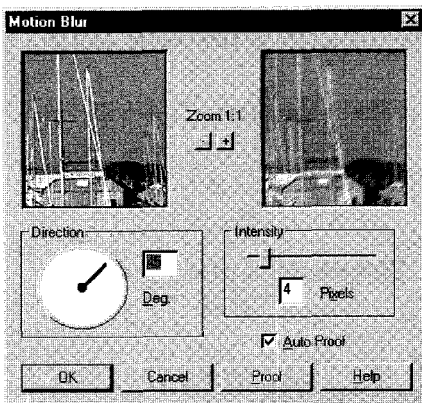 Motion Blur
Zoom 1:1
Direction
Deg.
Intensity
4 Pixels
Auto Proof
OK Cancel Proof Help